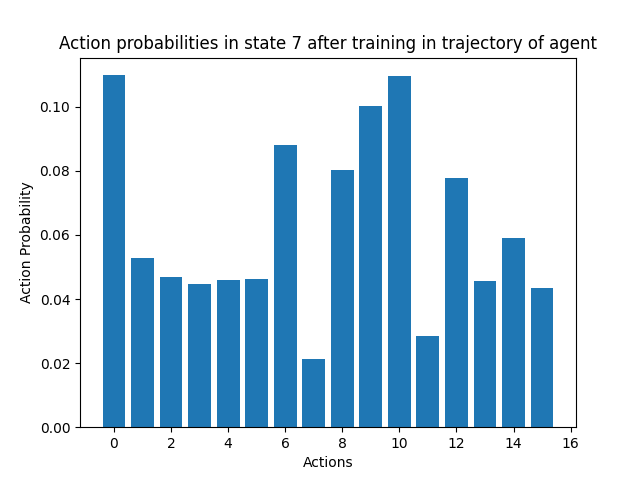 Action probabilities in state 7 after training in trajectory of agent
0.10
0.08
0.06
0.04
0.02
0.00
Action Probability
0 2 4 6 8 10 12 14 16
Actions